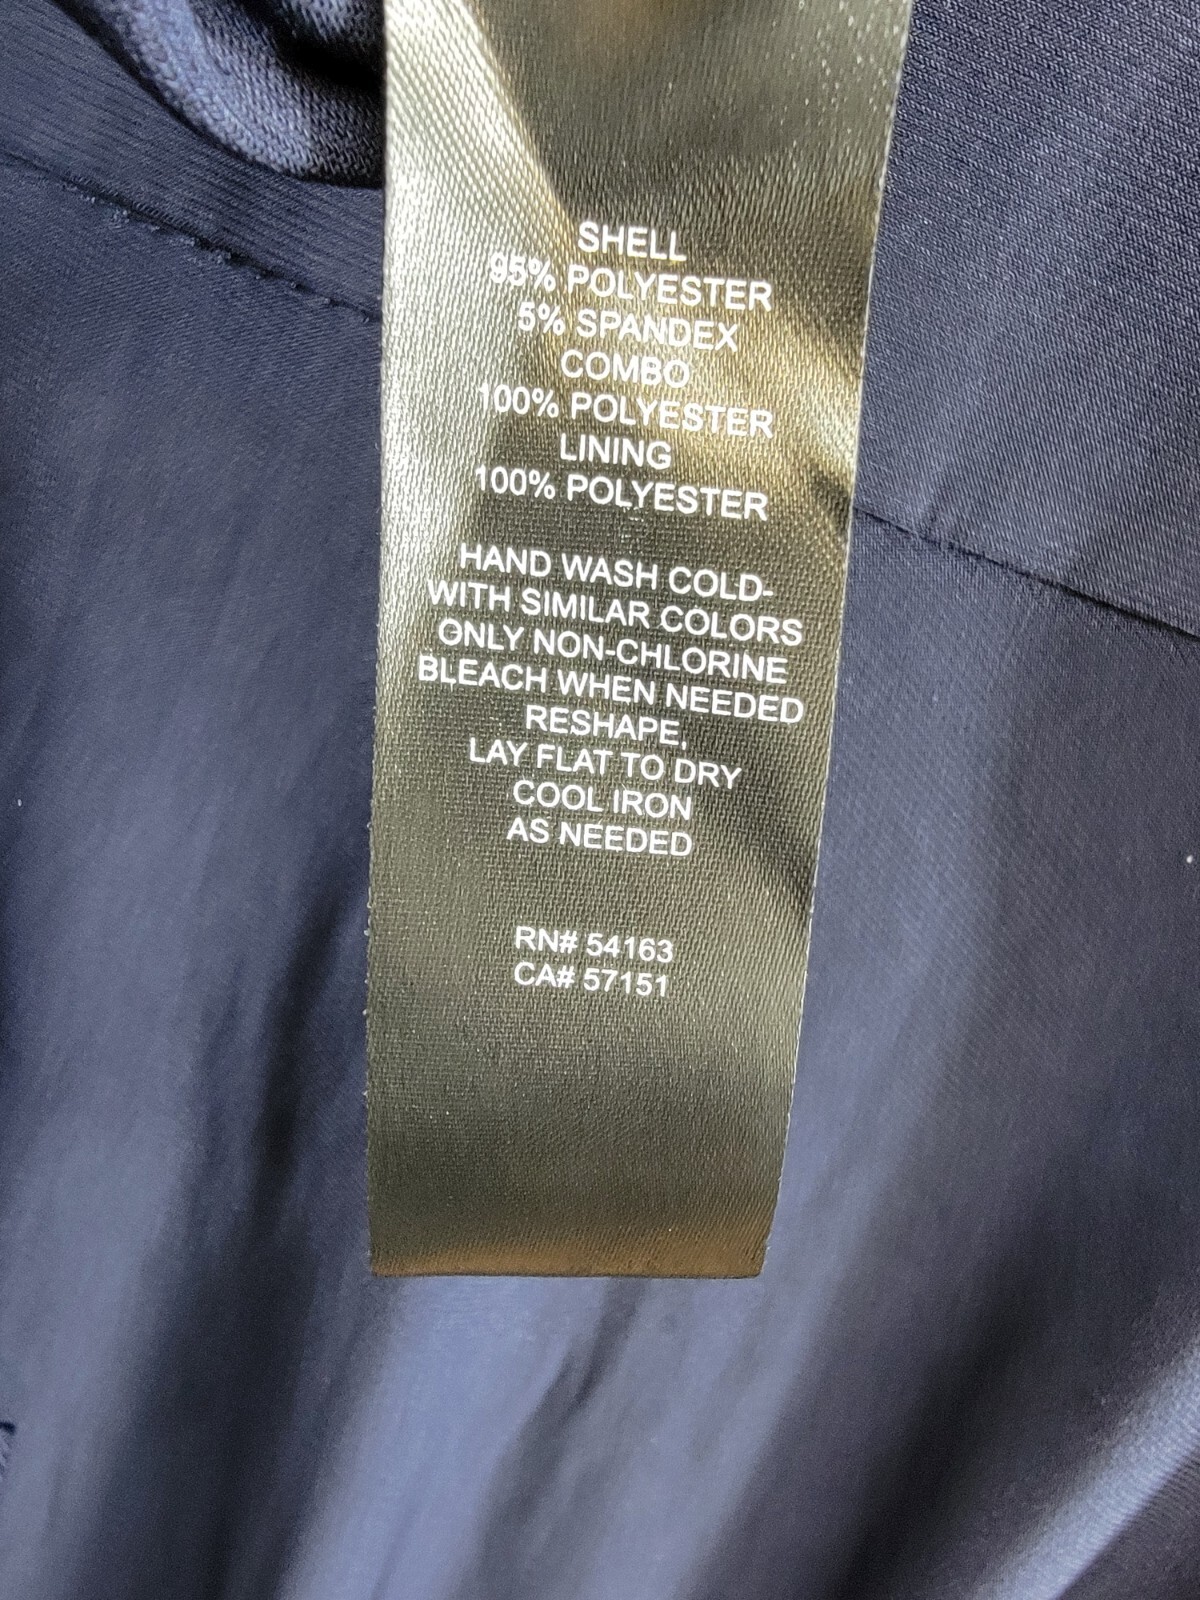 SHELL
95% POLYESTER
5% SPANDEX
COMBO
100% POLYESTER
LINING
100% POLYESTER
HAND WASH COLD-
WITH SIMILAR COLORS
ONLY NON-CHLORINE
BLEACH WHEN NEEDED
RESHAPE,
LAY FLAT TO DRY
COOL IRON
AS NEEDED
RN# 54163
CA# 57151